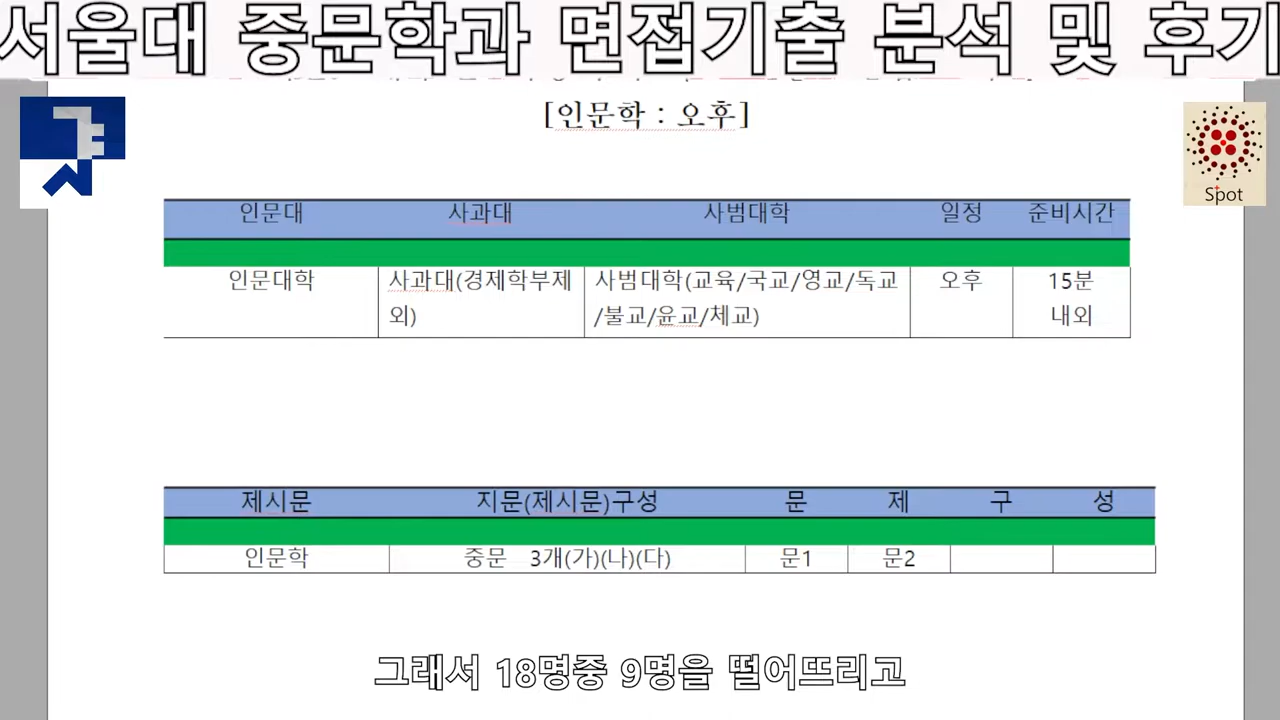 서울대 중문학과 면접기출 분석 및 후기
[인문학 : 오후]
Spot
인문대 사과대 사범대학 일정 준비시간
인문대학 사과대(경제학부제 사범대학(교육/국교/영교/독교 오후 15분
외) /불교/윤교/체교) 내외
제시문 지문(제시문)구성 문 제 구 성
인문학 중문 3개(가)(나)(다) 문1 문2
그래서 18명중 9명을 떨어뜨리고